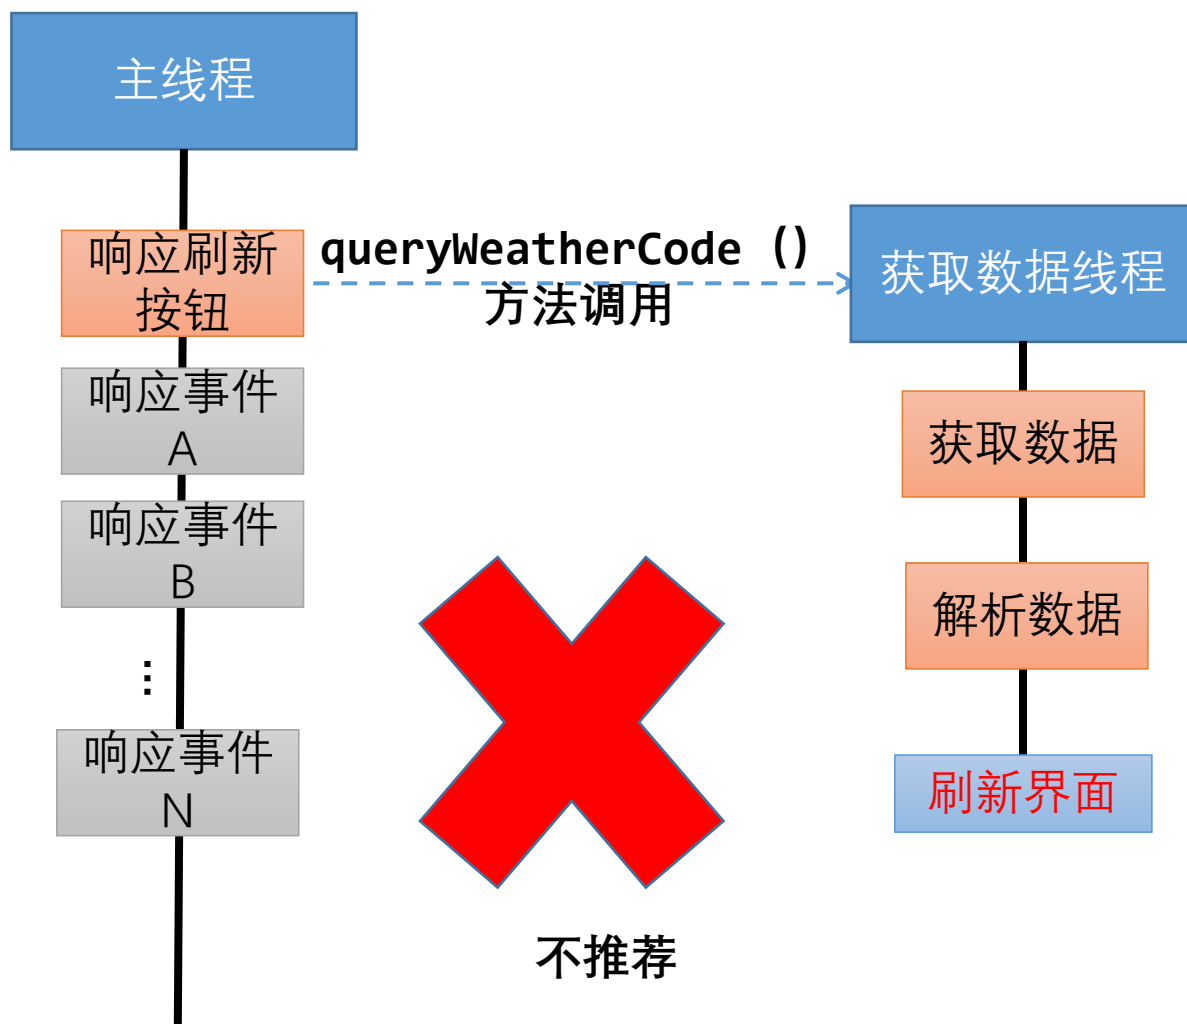 主线程
响应刷新
按钮
queryWeatherCode ()
方法调用
获取数据线程
响应事件
A
获取数据
响应事件
B
解析数据
⋮
响应事件
N
刷新界面
不推荐